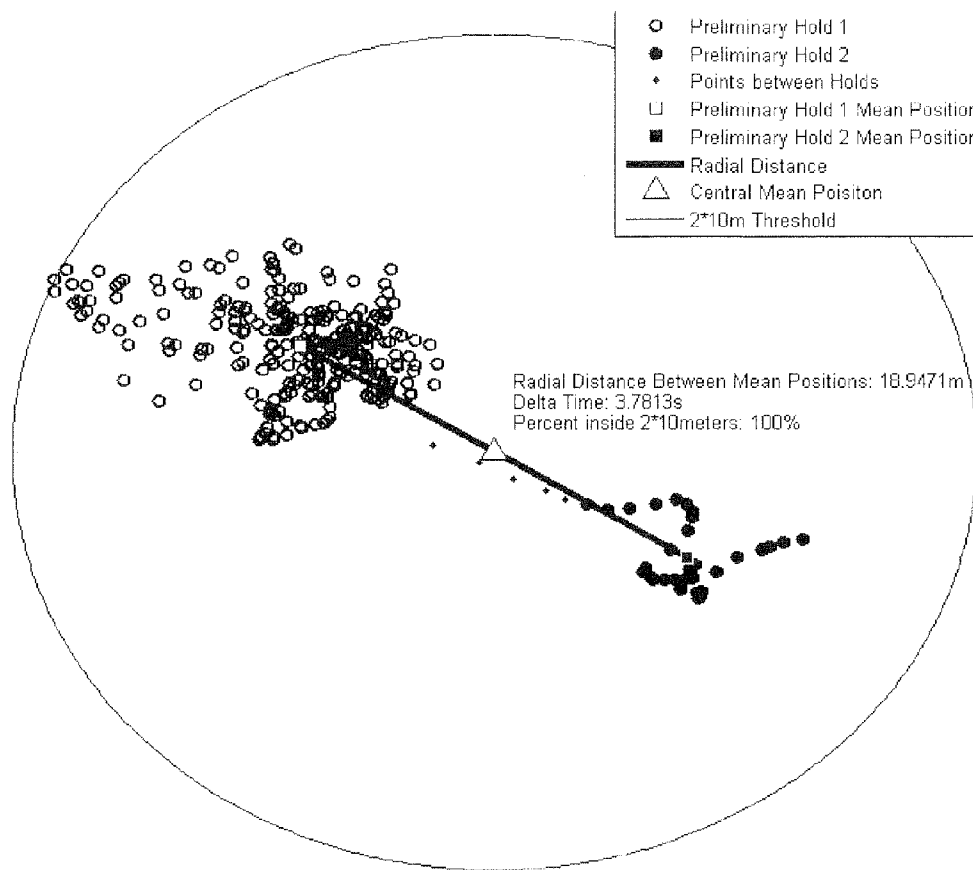 Preliminary Hold 1
Preliminary Hold 2
Points between Holds
Preliminary Hold 1 Mean Position
Preliminary Hold 2 Mean Position
Radial Distance
Central Mean Poisiton
2*10m Threshold
Radial Distance Between Mean Positions: 18.9471m
Delta Time: 3.7813s
Percent inside 2*10meters: 100%